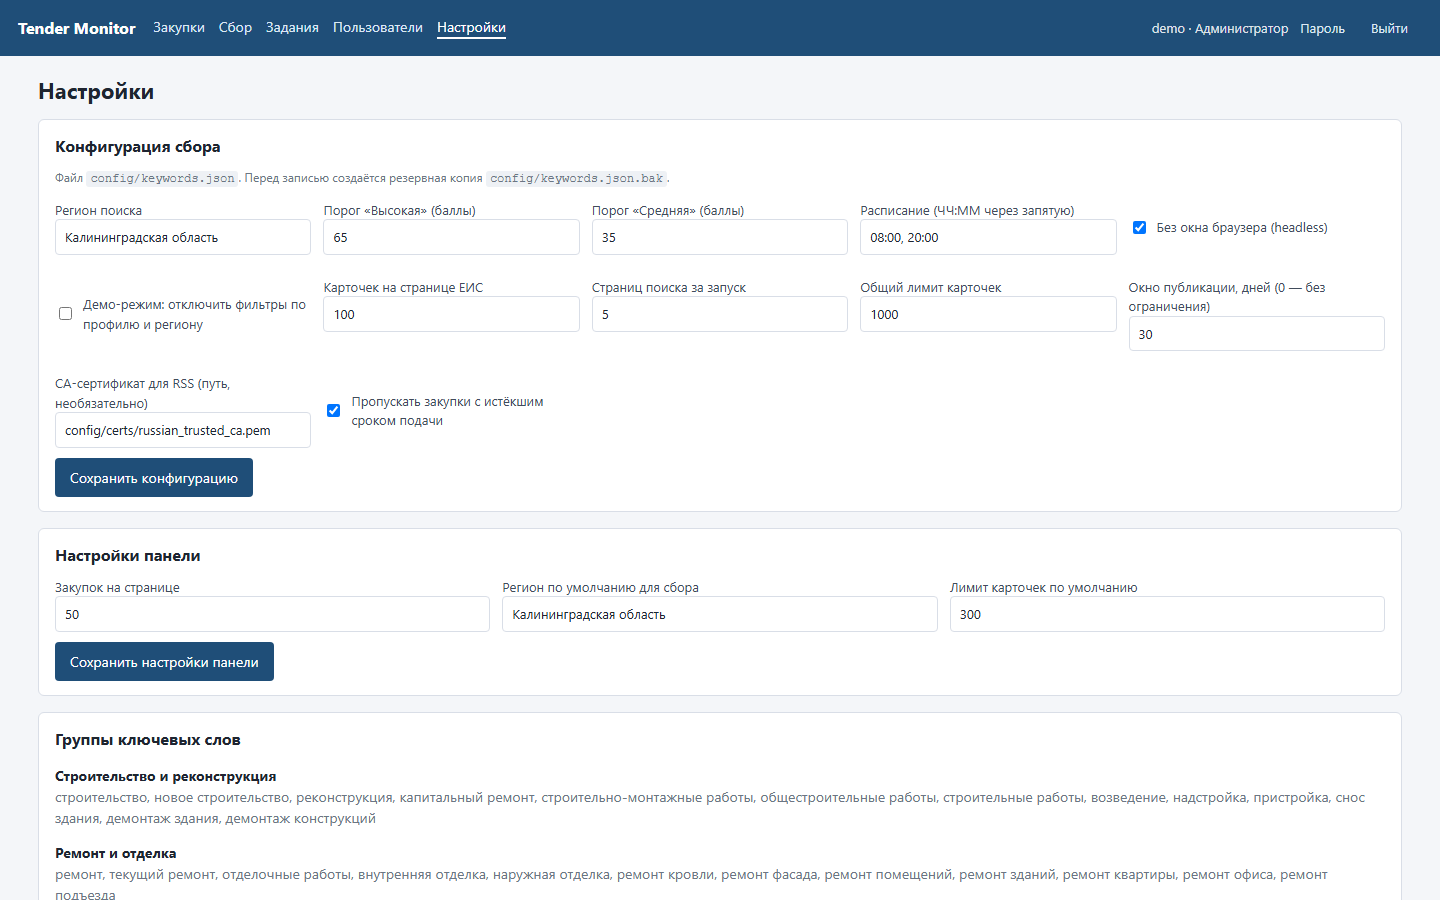 Tender Monitor Закупки Сбор Задания Пользователи Настройки demo · Администратор Пароль Выйти
Настройки
Конфигурация сбора
Файл config/keywords.json. Перед записью создаётся резервная копия config/keywords.json.bak.
Регион поиска Порог «Высокая» (баллы) Порог «Средняя» (баллы) Расписание (ЧЧ:ММ через запятую)
Калининградская область 65 35 08:00, 20:00 Без окна браузера (headless)
Демо-режим: отключить фильтры по
профилю и региону
Карточек на странице ЕИС
100
Страниц поиска за запуск
5
Общий лимит карточек
1000
Окно публикации, дней (0 — без
ограничения)
30
CA-сертификат для RSS (путь,
необязательно)
config/certs/russian_trusted_ca.pem
Пропускать закупки с истёкшим
сроком подачи
Сохранить конфигурацию
Настройки панели
Закупок на странице Регион по умолчанию для сбора Лимит карточек по умолчанию
50 Калининградская область 300
Сохранить настройки панели
Группы ключевых слов
Строительство и реконструкция
строительство, новое строительство, реконструкция, капитальный ремонт, строительно-монтажные работы, общестроительные работы, строительные работы, возведение, надстройка, пристройка, снос
здания, демонтаж здания, демонтаж конструкций
Ремонт и отделка
ремонт, текущий ремонт, отделочные работы, внутренняя отделка, наружная отделка, ремонт кровли, ремонт фасада, ремонт помещений, ремонт зданий, ремонт квартиры, ремонт офиса, ремонт
подъезда